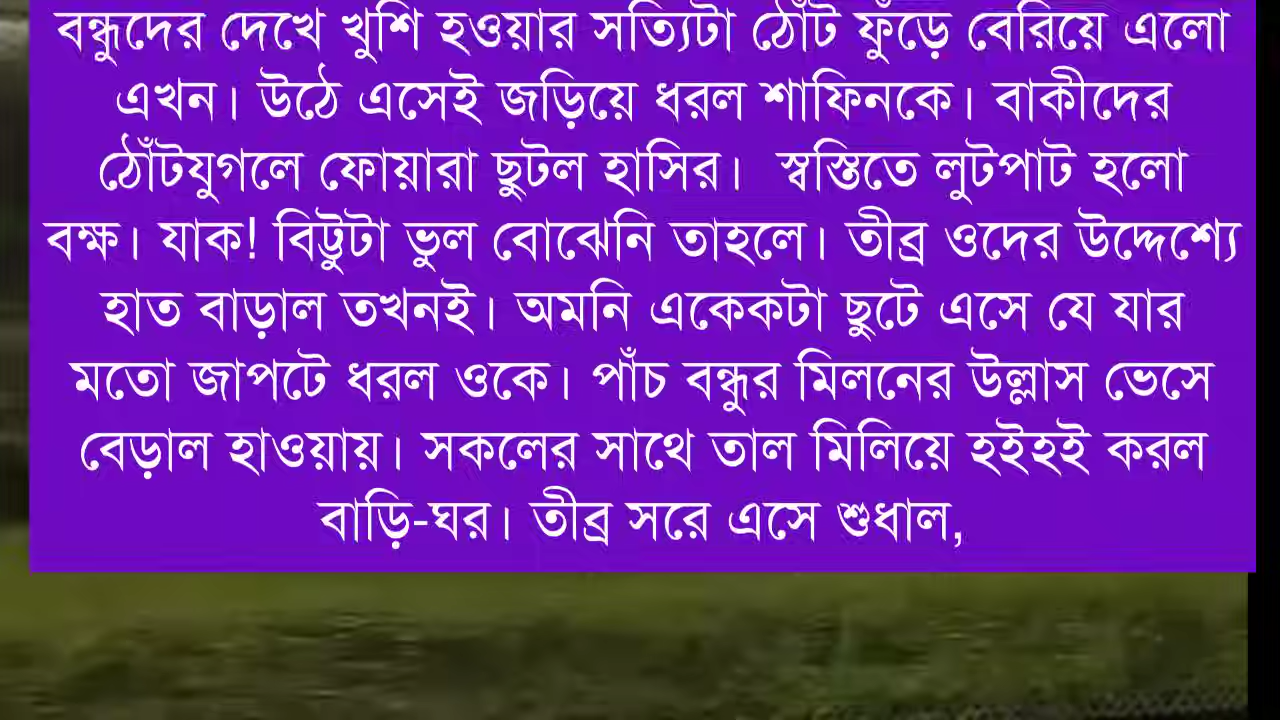 বন্ধুদের দেখে খুশি হওয়ার সত্যিটা ঠোঁট ফুঁড়ে বেরিয়ে এলো
এখন। উঠে এসেই জড়িয়ে ধরল শাফিনকে। বাকীদের
ঠোঁটযুগলে ফোয়ারা ছুটল হাসির। স্বস্তিতে লুটপাট হলো
বক্ষ। যাক! বিট্টুটা ভুল বোঝেনি তাহলে। তীব্র ওদের উদ্দেশ্যে
হাত বাড়াল তখনই। অমনি একেকটা ছুটে এসে যে যার
মতো জাপটে ধরল ওকে। পাঁচ বন্ধুর মিলনের উল্লাস ভেসে
বেড়াল হাওয়ায়। সকলের সাথে তাল মিলিয়ে হইহই করল
বাড়ি-ঘর। তীব্র সরে এসে শুধাল,